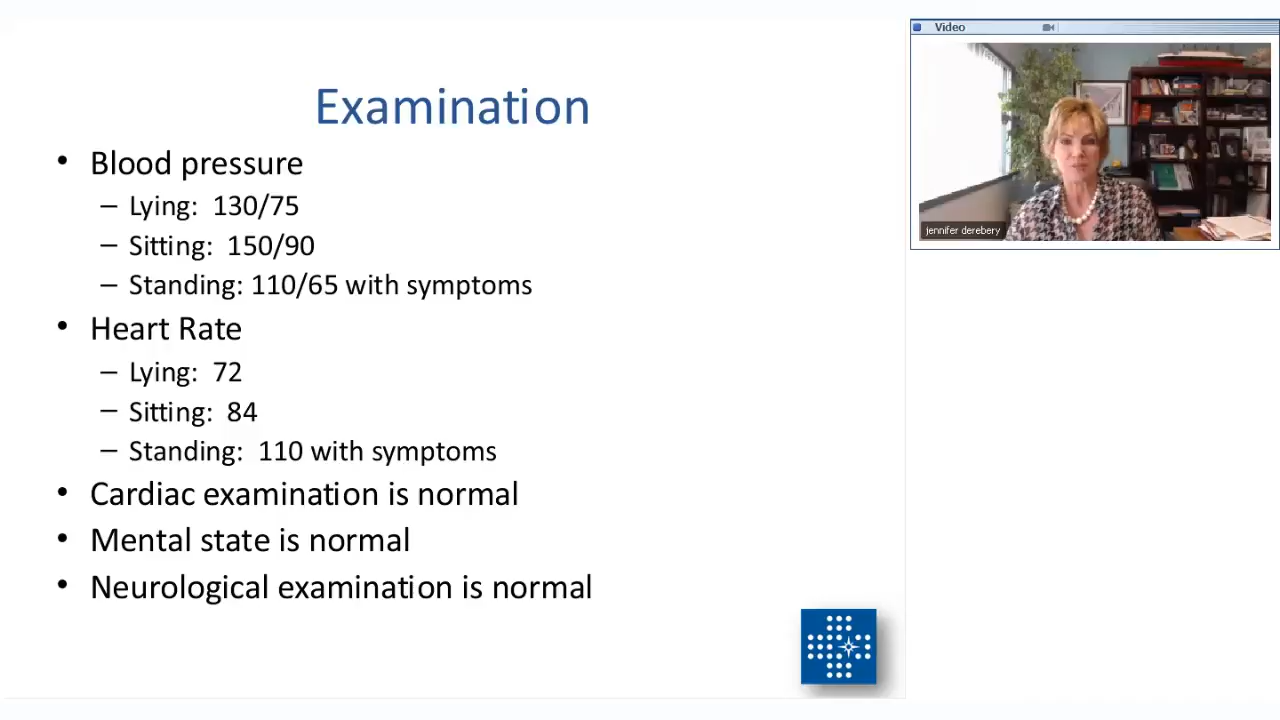 Examination
• Blood pressure
– Lying: 130/75
– Sitting: 150/90
– Standing: 110/65 with symptoms
• Heart Rate
– Lying: 72
– Sitting: 84
– Standing: 110 with symptoms
• Cardiac examination is normal
• Mental state is normal
• Neurological examination is normal
Video
jennifer derebery